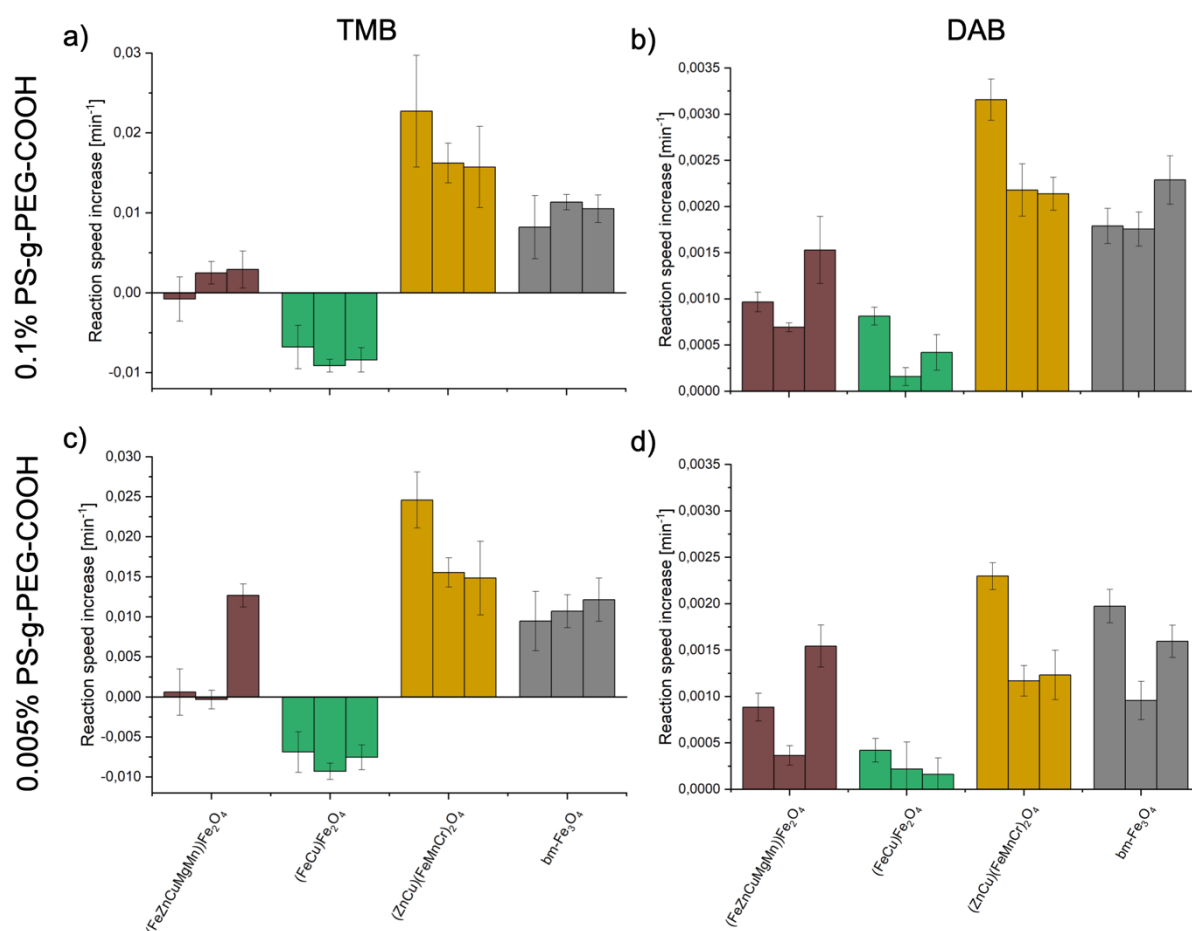 TMB
DAB
a)
b)
0.1% PS-g-PEG-COOH
Reaction speed increase [min⁻¹]
0,03
0,02
0,01
0,00
-0,01
Reaction speed increase [min⁻¹]
0,0035
0,0030
0,0025
0,0020
0,0015
0,0010
0,0005
0,0000
c)
d)
0.005% PS-g-PEG-COOH
Reaction speed increase [min⁻¹]
0,030
0,025
0,020
0,015
0,010
0,005
0,000
-0,005
-0,010
Reaction speed increase [min⁻¹]
0,0035
0,0030
0,0025
0,0020
0,0015
0,0010
0,0005
0,0000
(FeZnCuMgMn))Fe₂O₄
(FeCu)Fe₂O₄
(ZnCu)(FeMnCr)₂O₄
bm-Fe₃O₄
(FeZnCuMgMn))Fe₂O₄
(FeCu)Fe₂O₄
(ZnCu)(FeMnCr)₂O₄
bm-Fe₃O₄